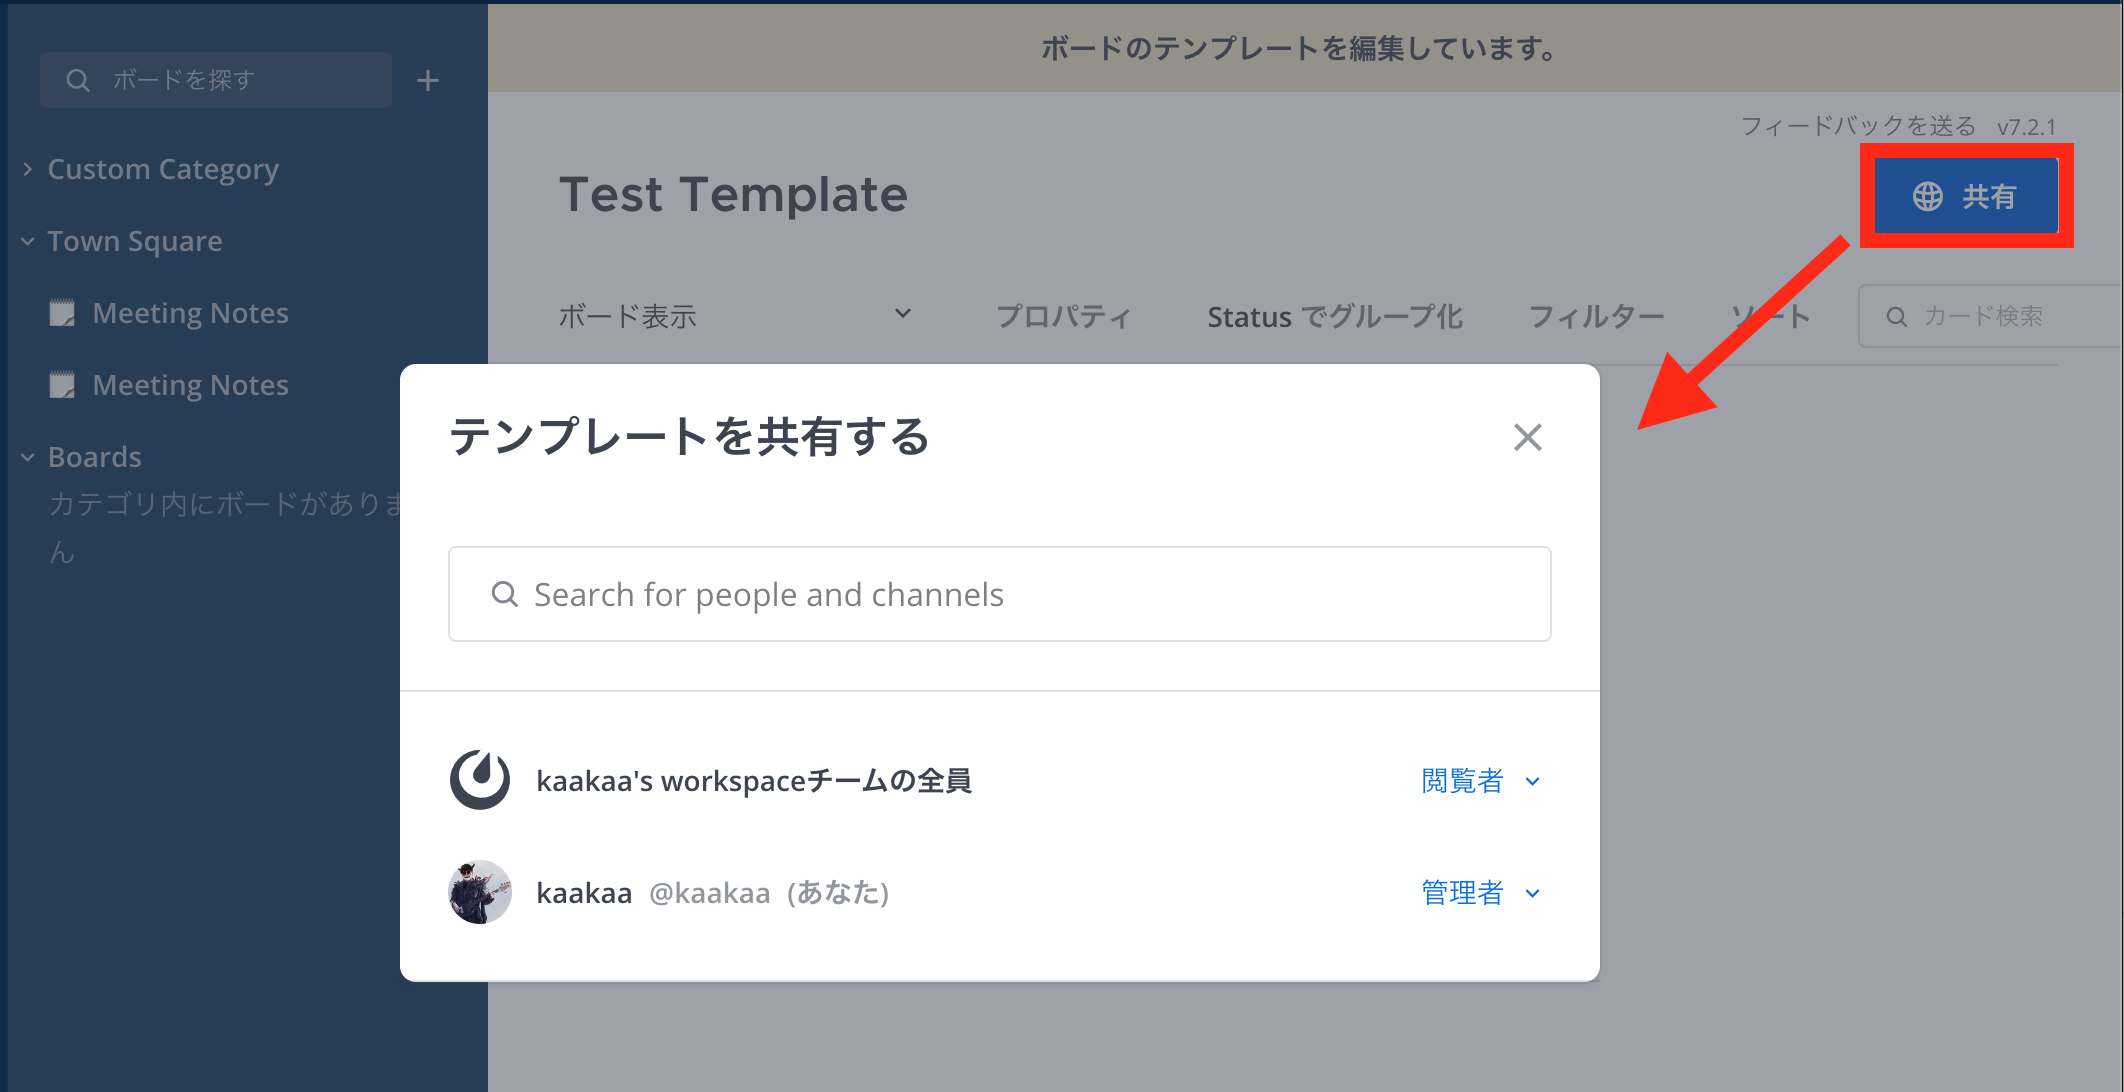 ボードを探す
Custom Category
Town Square
Meeting Notes
Meeting Notes
Boards
カテゴリ内にボードがありま
ん
ボードのテンプレートを編集しています。
フィードバックを送る v7.2.1
Test Template
共有
ボード表示 プロパティ Status でグループ化 フィルター ソート カード検索
テンプレートを共有する
Search for people and channels
kaakaa's workspaceチームの全員 閲覧者
kaakaa @kaakaa (あなた) 管理者